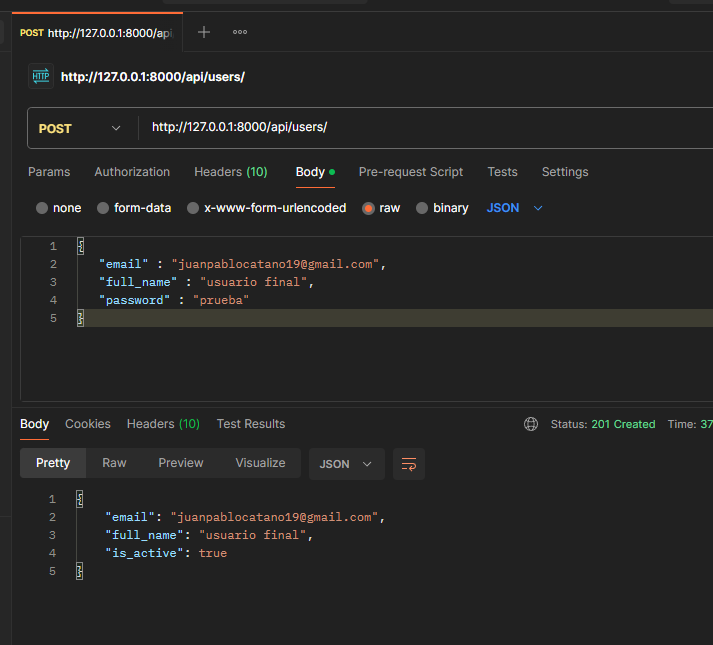 POST http://127.0.0.1:8000/api
HTTP http://127.0.0.1:8000/api/users/
POST http://127.0.0.1:8000/api/users/
Params Authorization Headers (10) Body Pre-request Script Tests Settings
none form-data x-www-form-urlencoded raw binary JSON
1 {
2 "email" : "juanpablocatano19@gmail.com",
3 "full_name" : "usuario final",
4 "password" : "prueba"
5 }
Body Cookies Headers (10) Test Results Status: 201 Created Time: 37
Pretty Raw Preview Visualize JSON
1 {
2 "email": "juanpablocatano19@gmail.com",
3 "full_name": "usuario final",
4 "is_active": true
5 }